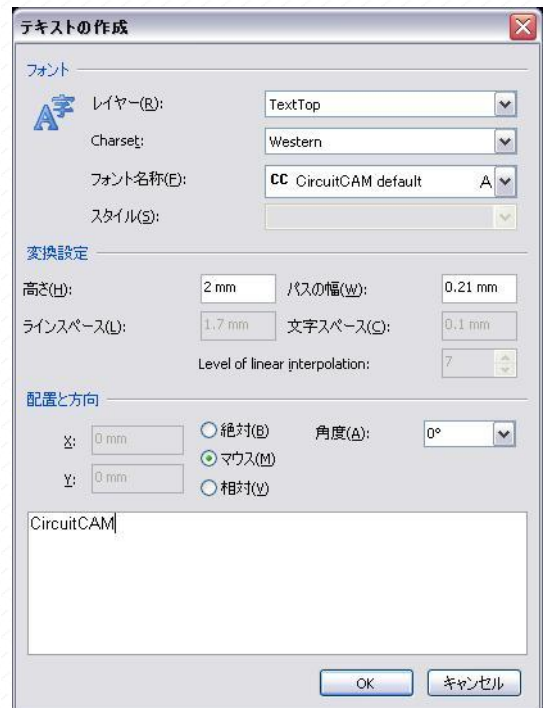 テキストの作成
フォント
レイヤー(R): TextTop
Charset: Western
フォント名称(F): CC CircuitCAM default A
スタイル(S):
変換設定
高さ(H): 2 mm パスの幅(W): 0.21 mm
ラインスペース(L): 1.7 mm 文字スペース(C): 0.1 mm
Level of linear interpolation: 7
配置と方向
X: 0 mm 絶対(B) 角度(A): 0°
マウス(M)
Y: 0 mm 相対(V)
CircuitCAM
OK キャンセル